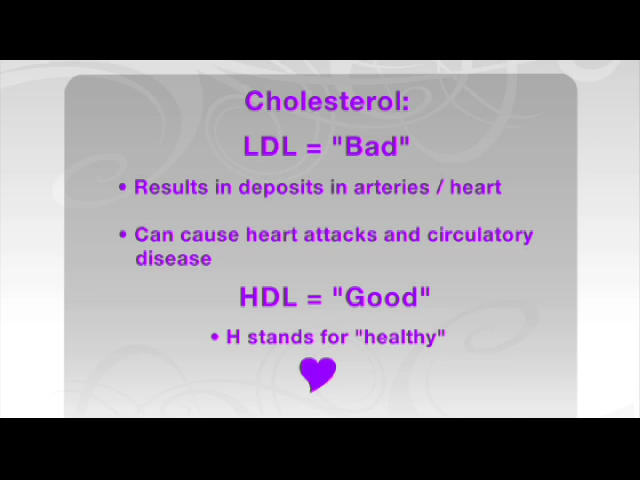 Cholesterol:
LDL = "Bad"
• Results in deposits in arteries / heart
• Can cause heart attacks and circulatory
disease
HDL = "Good"
• H stands for "healthy"